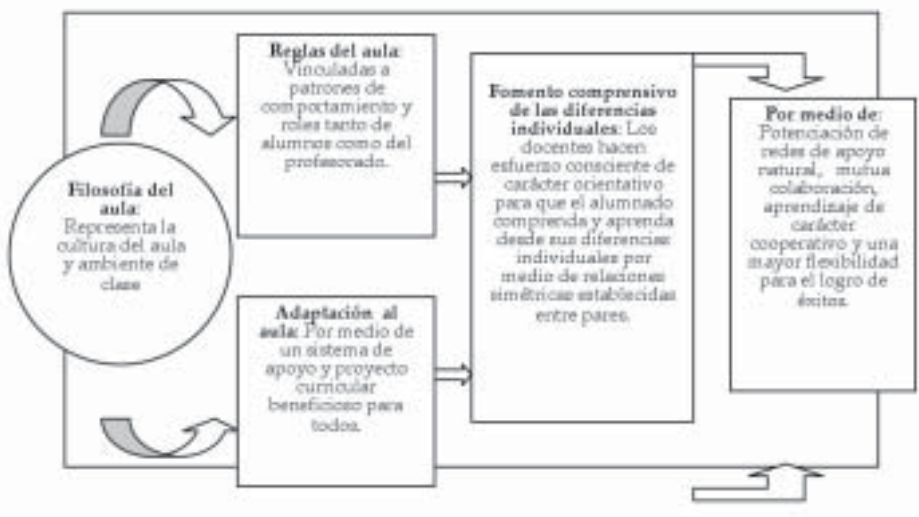 Filosofía del
aula:
Representa la
cultura del aula
y ambiente de
clase
Reglas del aula:
Vinculadas a
patrones de
comportamiento y
roles tanto de
alumnos como del
profesorado.
Adaptación al
aula: Por medio de
un sistema de
apoyo y proyecto
curricular
beneficioso para
todos.
Fomento comprensivo
de las diferencias
individuales: Los
docentes hacen
esfuerzo consciente de
carácter orientativo
para que el alumnado
comprenda y aprenda
desde sus diferencias
individuales por
medio de relaciones
simétricas establecidas
entre pares.
Por medio de:
Potenciación de
redes de apoyo
natural, mutua
colaboración,
aprendizaje de
carácter
cooperativo y una
mayor flexibilidad
para el logro de
éxitos.